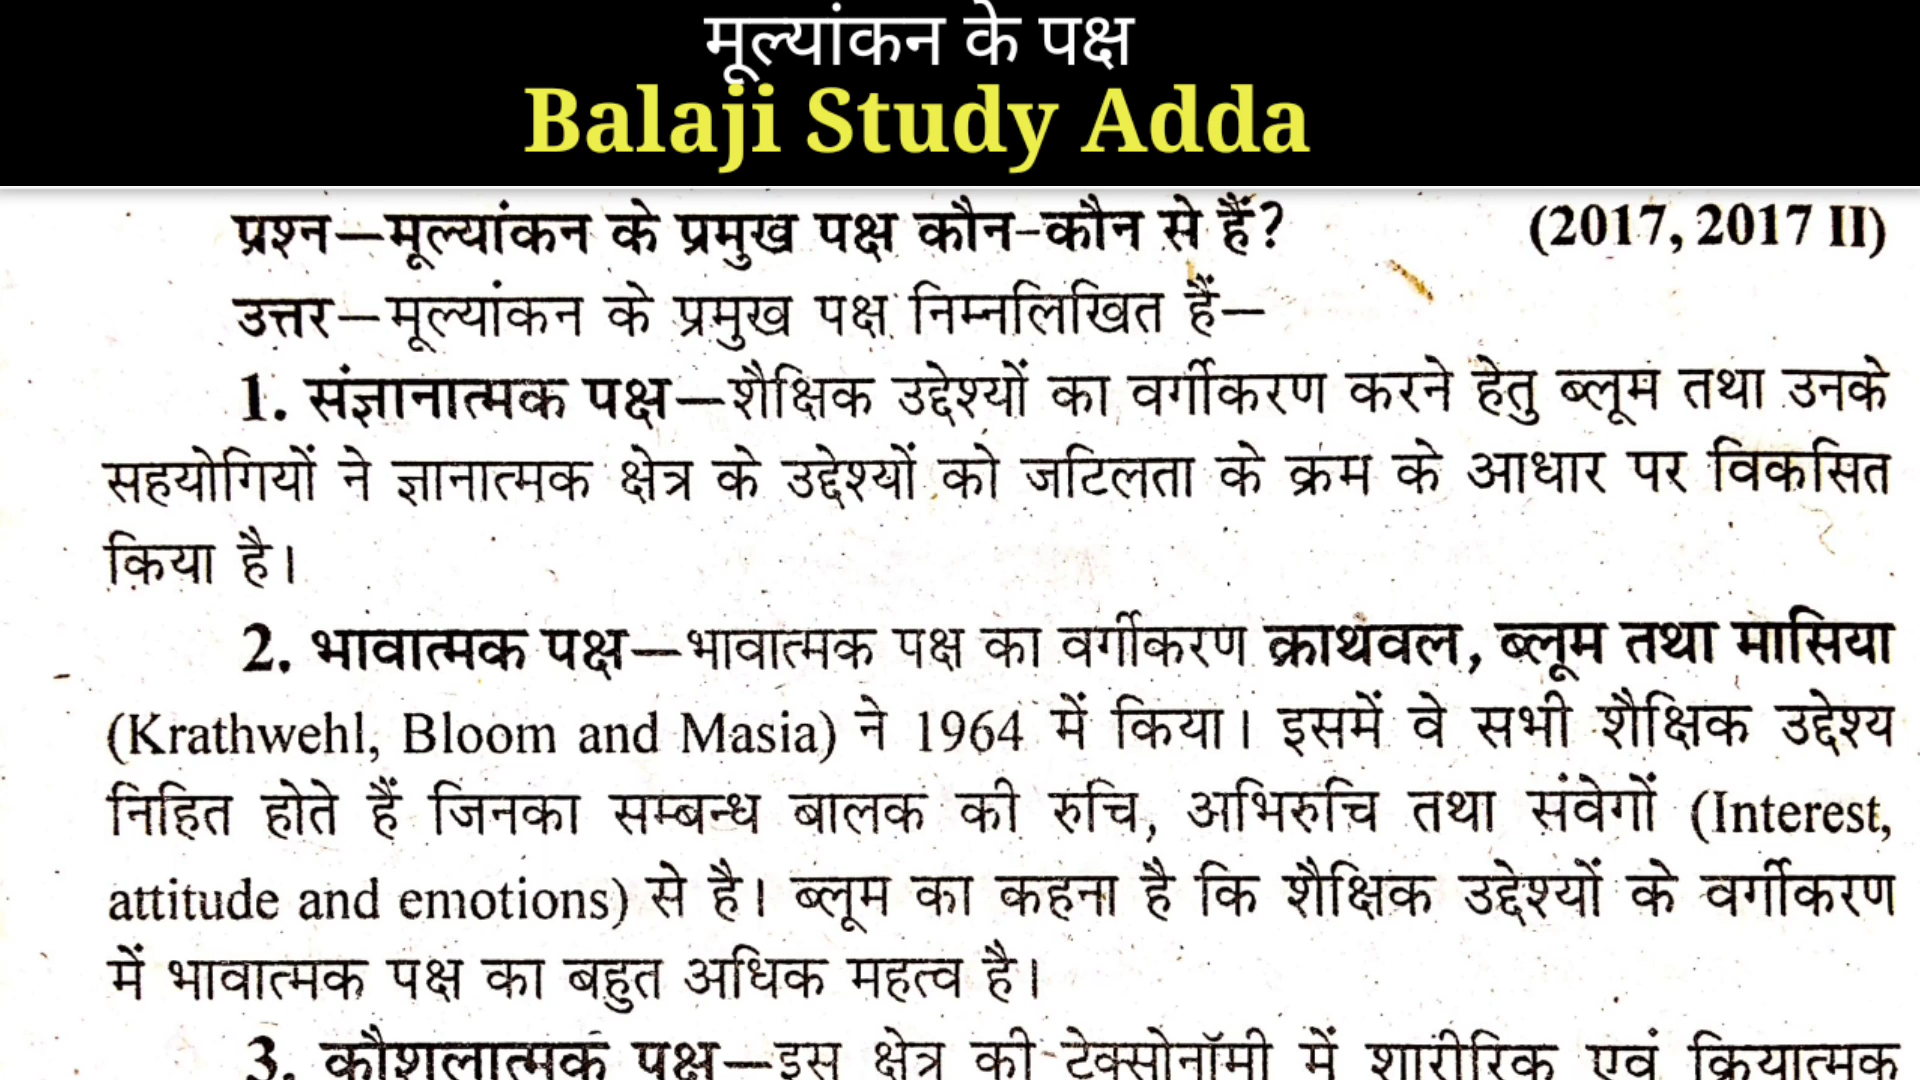 मूल्यांकन के पक्ष
Balaji Study Adda
प्रश्न—मूल्यांकन के प्रमुख पक्ष कौन-कौन से हैं? (2017, 2017 II)
उत्तर—मूल्यांकन के प्रमुख पक्ष निम्नलिखित हैं—
1. संज्ञानात्मक पक्ष—शैक्षिक उद्देश्यों का वर्गीकरण करने हेतु ब्लूम तथा उनके
सहयोगियों ने ज्ञानात्मक क्षेत्र के उद्देश्यों को जटिलता के क्रम के आधार पर विकसित
किया है।
2. भावात्मक पक्ष—भावात्मक पक्ष का वर्गीकरण क्राथवल, ब्लूम तथा मासिया
(Krathwehl, Bloom and Masia) ने 1964 में किया। इसमें वे सभी शैक्षिक उद्देश्य
निहित होते हैं जिनका सम्बन्ध बालक की रुचि, अभिरुचि तथा संवेगों (Interest,
attitude and emotions) से है। ब्लूम का कहना है कि शैक्षिक उद्देश्यों के वर्गीकरण
में भावात्मक पक्ष का बहुत अधिक महत्व है।
3. कौशलात्मक पक्ष—इस क्षेत्र की टेक्सोनॉमी में शारीरिक एवं क्रियात्मक